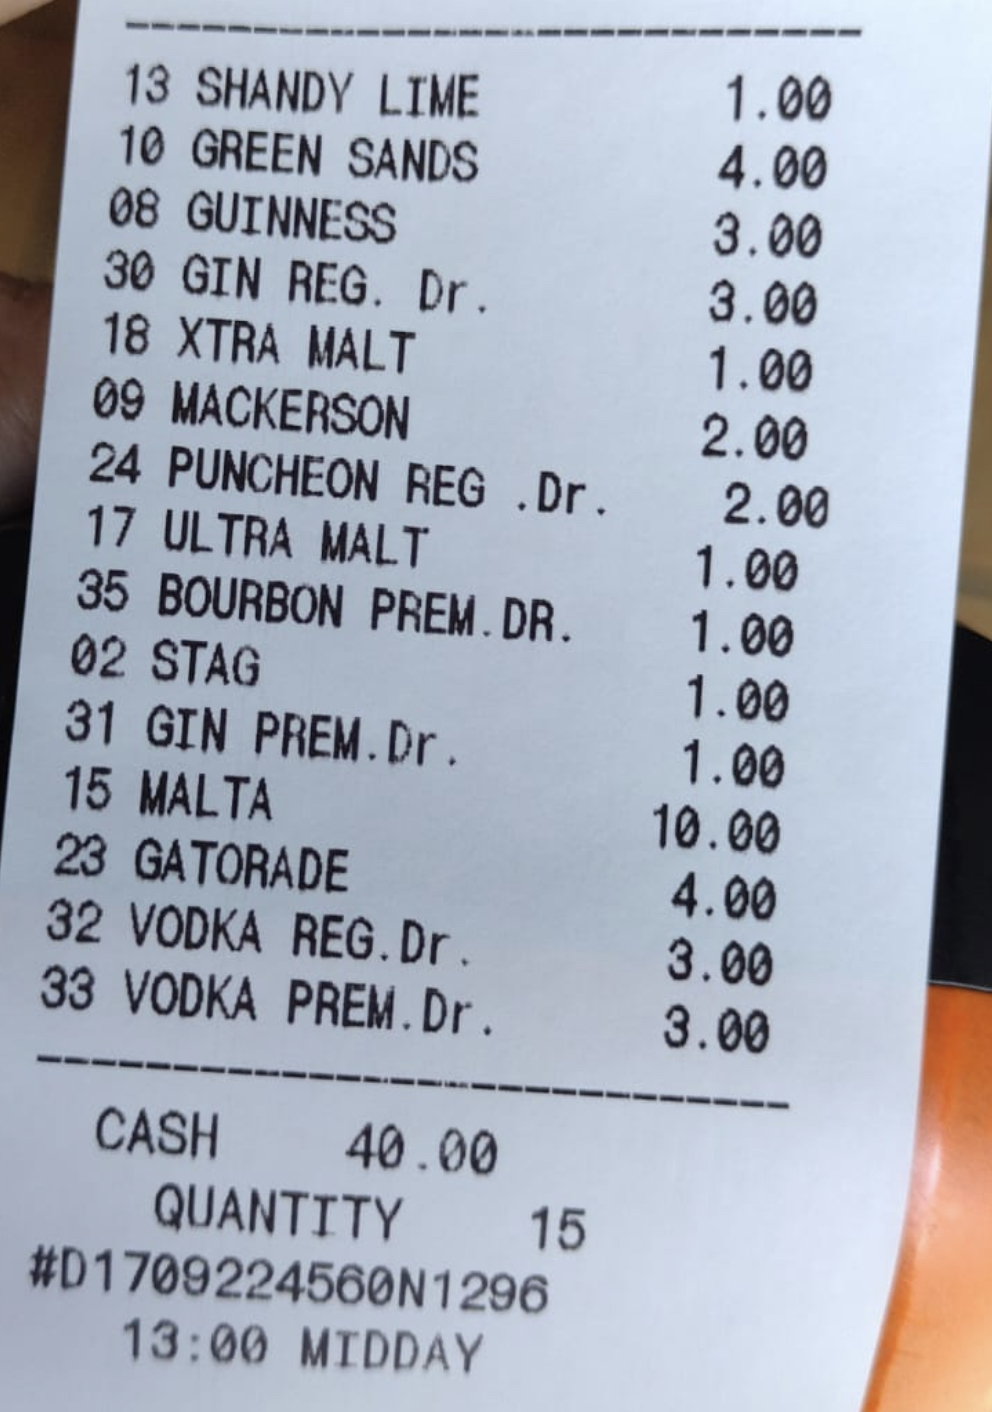 13 SHANDY LIME 1.00
10 GREEN SANDS 4.00
08 GUINNESS 3.00
30 GIN REG. Dr. 3.00
18 XTRA MALT 1.00
09 MACKERSON 2.00
24 PUNCHEON REG .Dr. 2.00
17 ULTRA MALT 1.00
35 BOURBON PREM.DR. 1.00
02 STAG 1.00
31 GIN PREM.Dr. 1.00
15 MALTA 10.00
23 GATORADE 4.00
32 VODKA REG.Dr. 3.00
33 VODKA PREM.Dr. 3.00
CASH 40.00
QUANTITY 15
#D1709224560N1296
13:00 MIDDAY